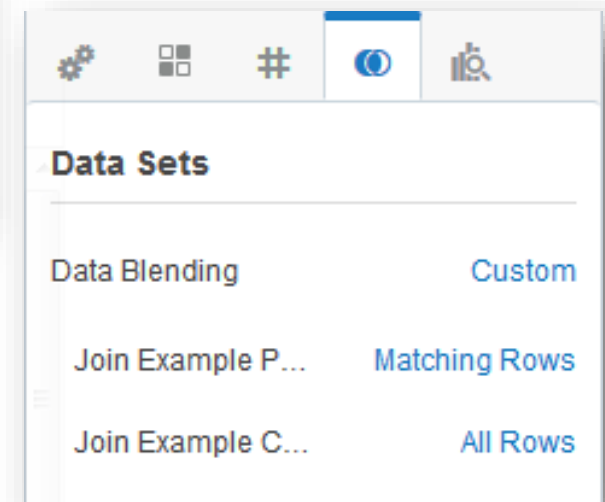 Data Sets
Data Blending Custom
Join Example P... Matching Rows
Join Example C... All Rows